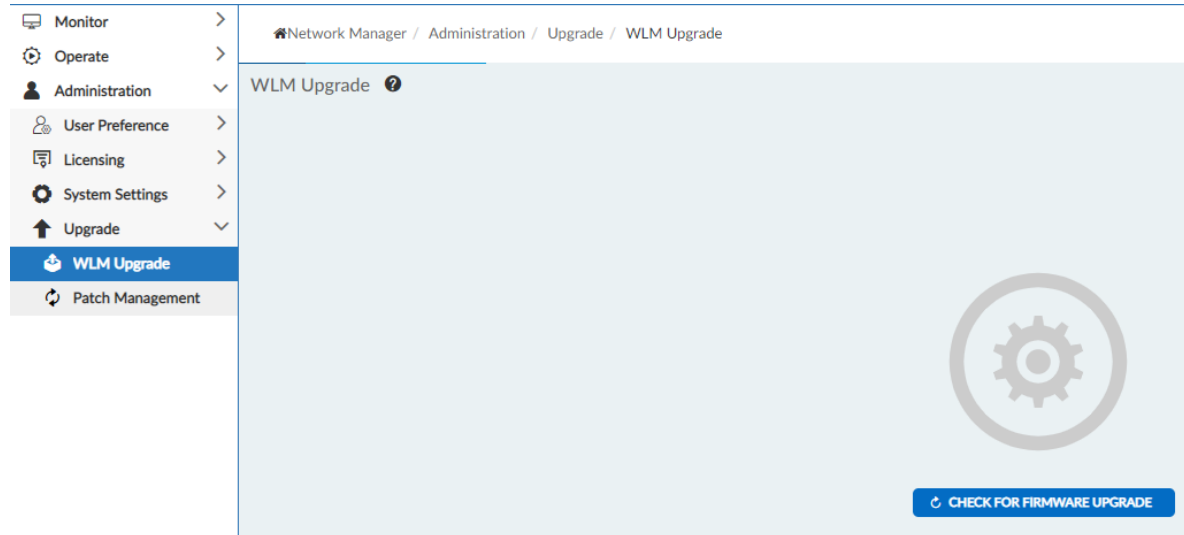 Monitor
Operate
Administration
User Preference
Licensing
System Settings
Upgrade
WLM Upgrade
Patch Management
Network Manager / Administration / Upgrade / WLM Upgrade
WLM Upgrade ?
CHECK FOR FIRMWARE UPGRADE